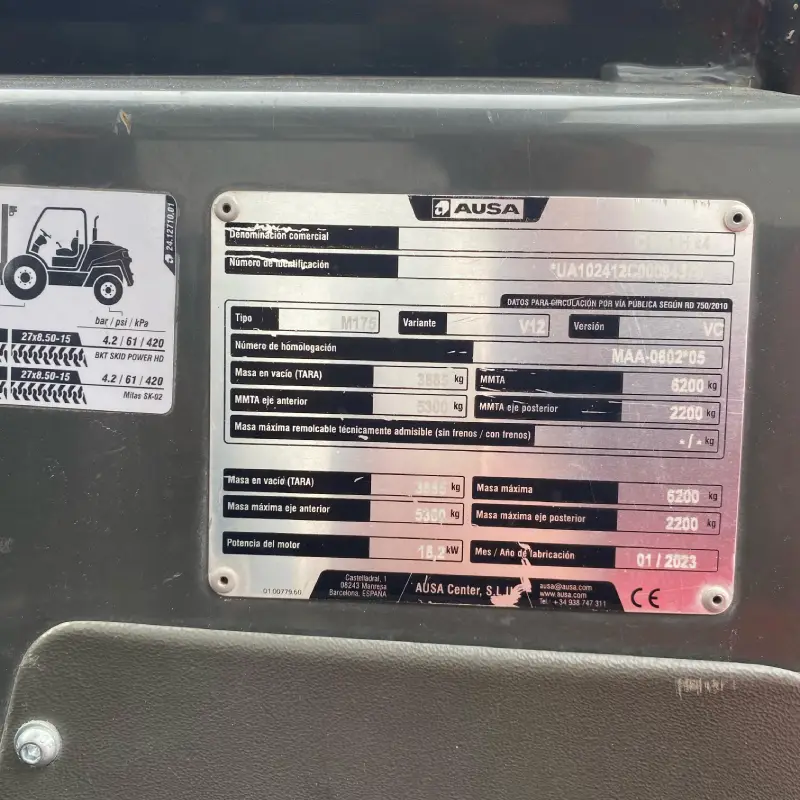 24.12710.01
bar / psi / kPa
27x8.50-15 4.2 / 61 / 420
BKT SKID POWER HD
27x8.50-15 4.2 / 61 / 420
Milas SK-02
AUSA
Denominación comercial
Número de identificación
DATOS PARA CIRCULACIÓN POR VÍA PÚBLICA SEGÚN RD 750/2010
Tipo M175 Variante V12 Versión VC
Número de homologación MAA-0602*05
Masa en vacío (TARA) kg MMTA 6200 kg
MMTA eje anterior 5300 kg MMTA eje posterior 2200 kg
Masa máxima remolcable técnicamente admisible (sin frenos / con frenos) - / - kg
Masa en vacío (TARA) kg Masa máxima 6200 kg
Masa máxima eje anterior 5300 kg Masa máxima eje posterior 2200 kg
Potencia del motor kW Mes / Año de fabricación 01 / 2023
01.00779.60
Castelladral, 1
08243 Manresa
Barcelona, ESPAÑA
AUSA Center, S.L.U
ausa@ausa.com
www.ausa.com
Tel.: +34 938 747 311
CE